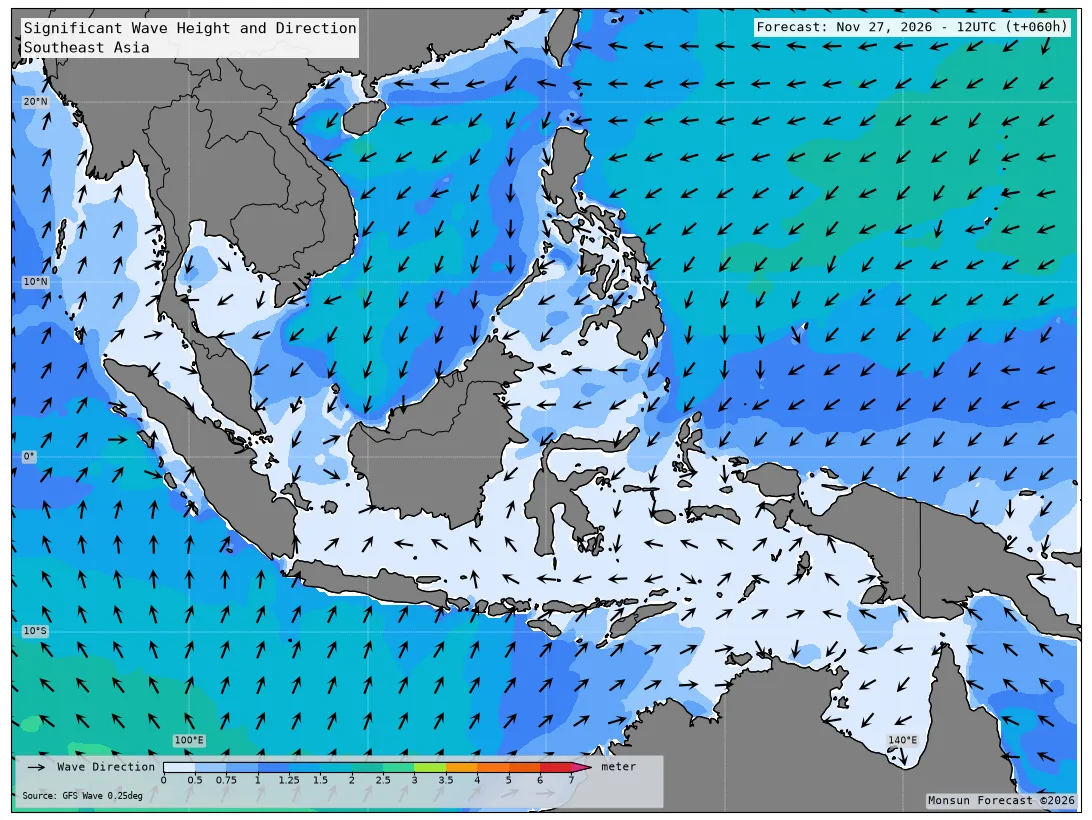 Significant Wave Height and Direction
Southeast Asia
Forecast: Nov 27, 2026 - 12UTC (t+060h)
20°N
10°N
0°
10°S
100°E
140°E
Wave Direction
meter
0 0.5 0.75 1 1.25 1.5 2 2.5 3 3.5 4 5 6 7
Source: GFS Wave 0.25deg
Monsun Forecast ©2026